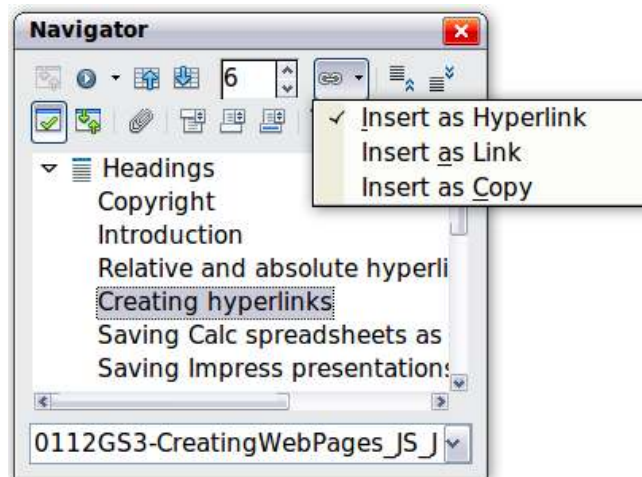 Navigator
6
Insert as Hyperlink
Insert as Link
Insert as Copy
Headings
Copyright
Introduction
Relative and absolute hyperli
Creating hyperlinks
Saving Calc spreadsheets as
Saving Impress presentations
0112GS3-CreatingWebPages_JS_J